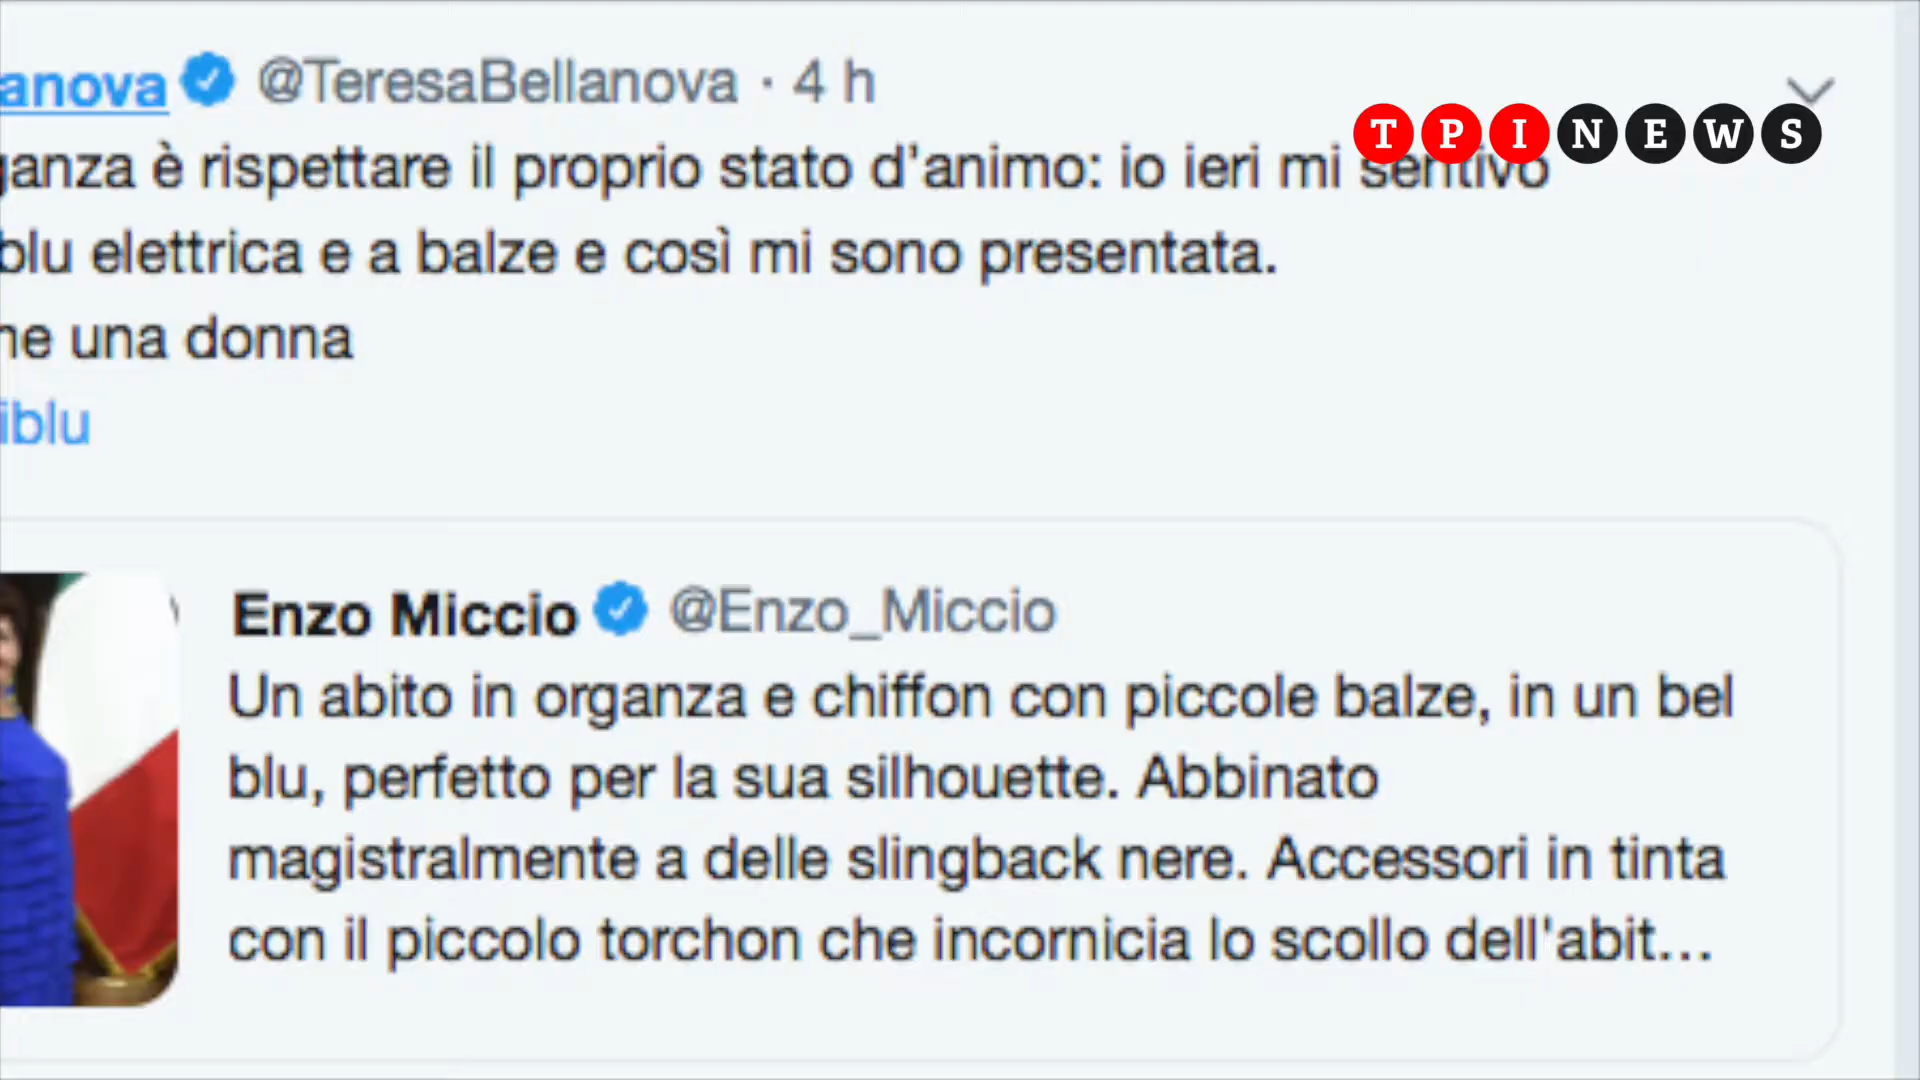 anova @TeresaBellanova · 4 h
TPI NEWS
ganza è rispettare il proprio stato d'animo: io ieri mi sentivo
blu elettrica e a balze e così mi sono presentata.
ne una donna
iblu
Enzo Miccio @Enzo_Miccio
Un abito in organza e chiffon con piccole balze, in un bel
blu, perfetto per la sua silhouette. Abbinato
magistralmente a delle slingback nere. Accessori in tinta
con il piccolo torchon che incornicia lo scollo dell'abit...